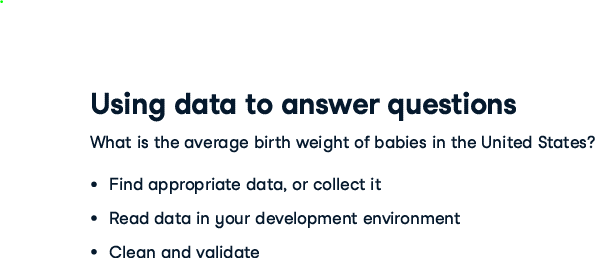 Using data to answer questions
What is the average birth weight of babies in the United States?
• Find appropriate data, or collect it
• Read data in your development environment
• Clean and validate